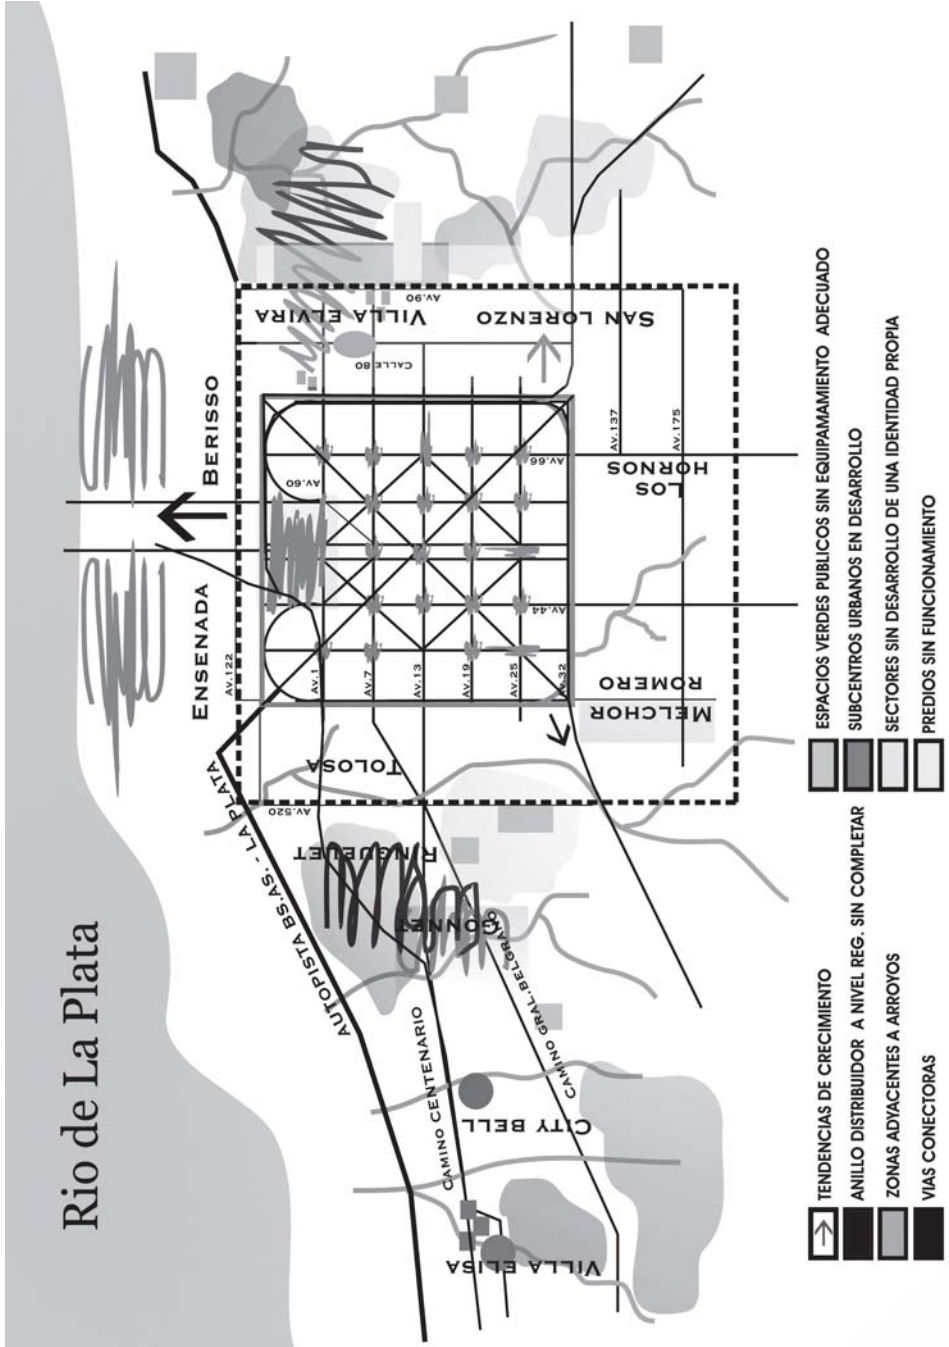 Rio de La Plata
AUTOPISTA BS.AS. - LA PLATA
ENSENADA
BERISSO
Av.122
Av.520
Av.1
Av.7
Av.13
Av.19
Av.25
Av.32
Av.44
Av.60
Av.66
CALLE 80
Av.90
Av.137
Av.175
VILLA ELISA
CITY BELL
GONNET
RINGUELET
TOLOSA
MELCHOR
ROMERO
LOS
HORNOS
SAN LORENZO
VILLA ELVIRA
CAMINO CENTENARIO
CAMINO GRAL.BELGRANO
TENDENCIAS DE CRECIMIENTO
ANILLO DISTRIBUIDOR A NIVEL REG. SIN COMPLETAR
ZONAS ADYACENTES A ARROYOS
VIAS CONECTORAS
ESPACIOS VERDES PUBLICOS SIN EQUIPAMIENTO ADECUADO
SUBCENTROS URBANOS EN DESARROLLO
SECTORES SIN DESARROLLO DE UNA IDENTIDAD PROPIA
PREDIOS SIN FUNCIONAMIENTO